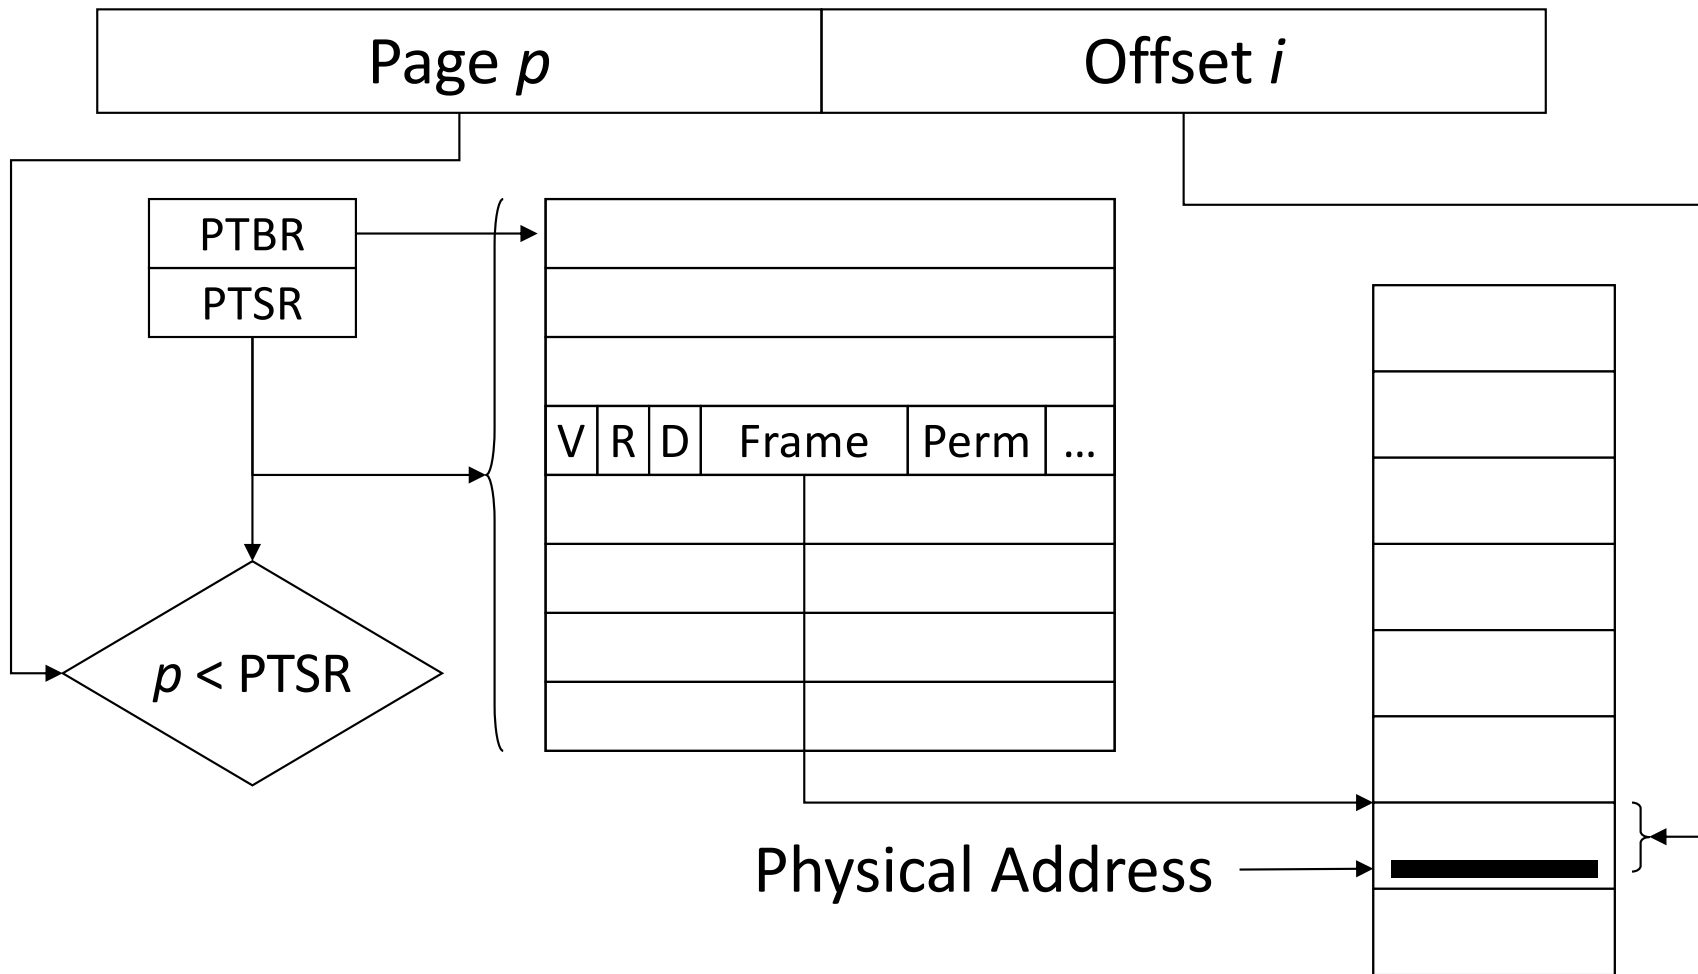 Page p
Offset i
PTBR
PTSR
V R D Frame Perm ...
p < PTSR
Physical Address